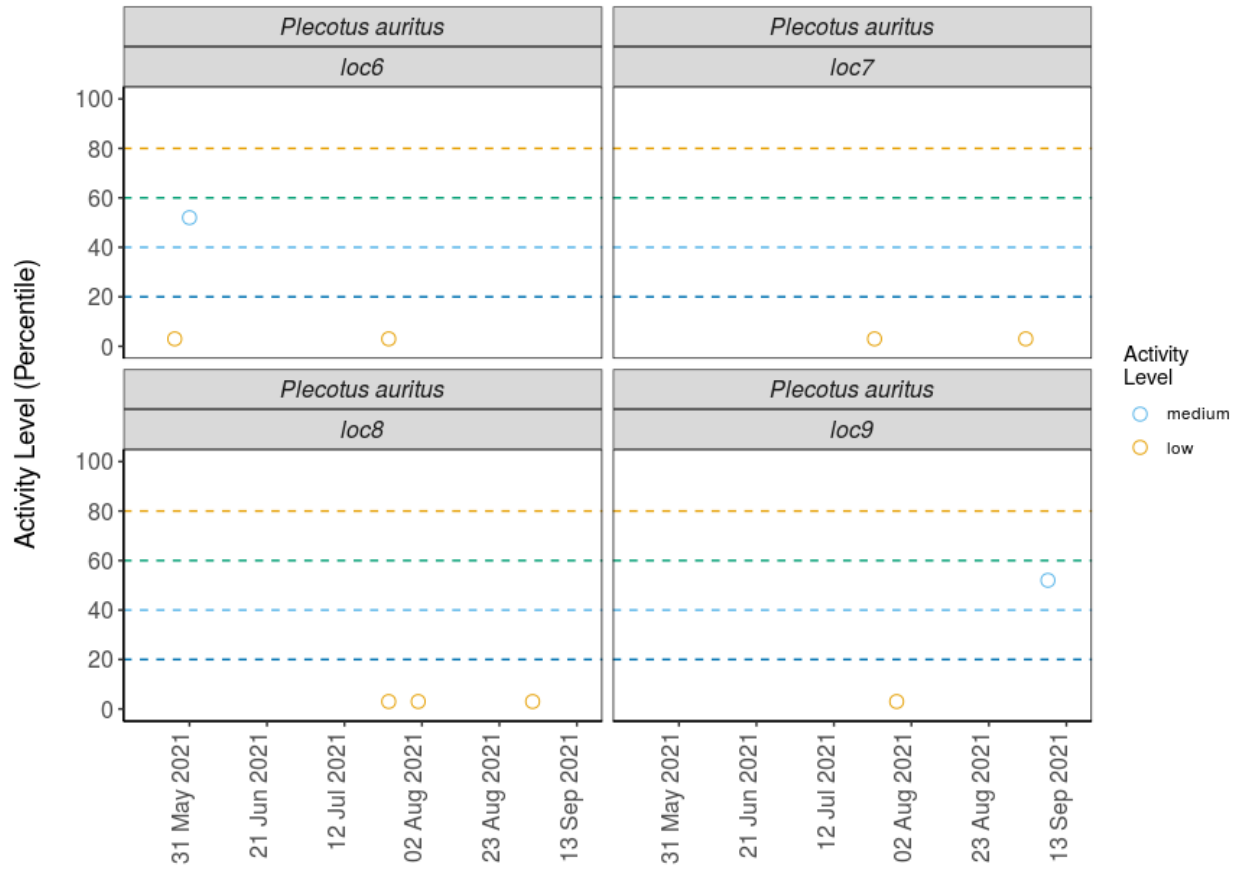 Plecotus auritus
Plecotus auritus
loc6
loc7
100
80
60
40
20
0
Plecotus auritus
Plecotus auritus
loc8
loc9
100
80
60
40
20
0
31 May 2021
21 Jun 2021
12 Jul 2021
02 Aug 2021
23 Aug 2021
13 Sep 2021
31 May 2021
21 Jun 2021
12 Jul 2021
02 Aug 2021
23 Aug 2021
13 Sep 2021
Activity Level (Percentile)
Activity
Level
medium
low